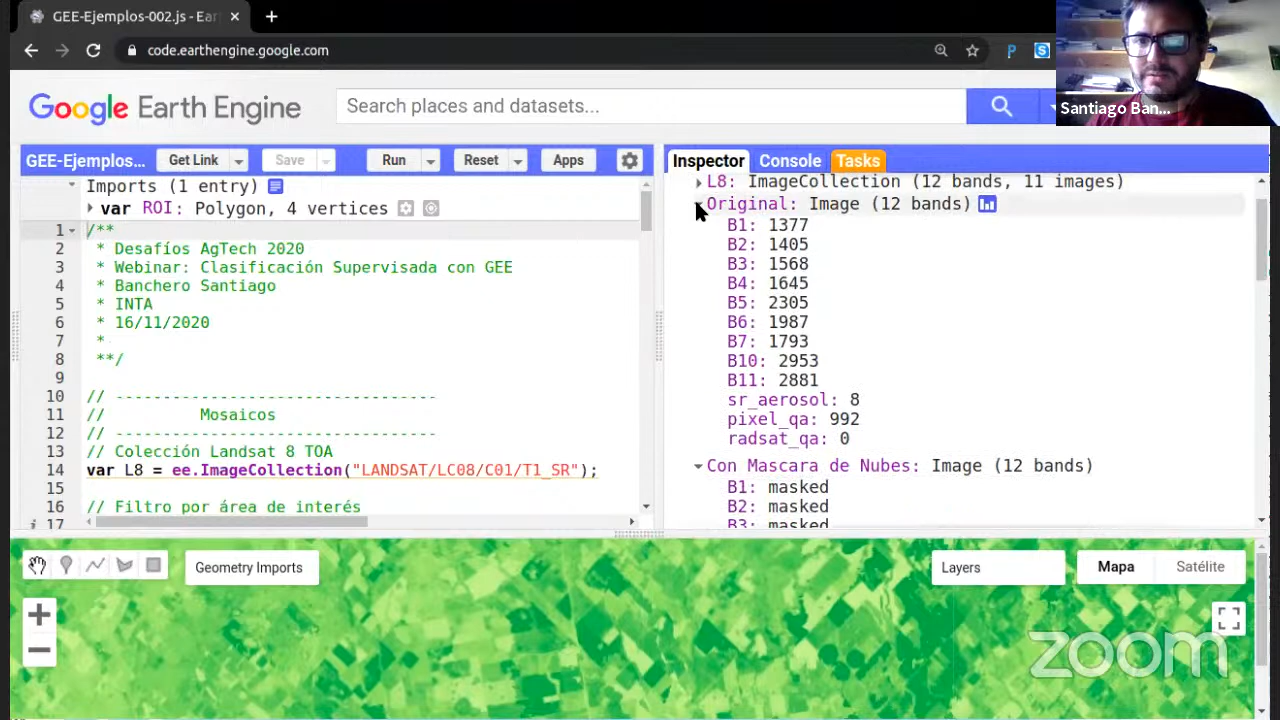 GEE-Ejemplos-002.js - Ear
code.earthengine.google.com
P
S
Santiago Ban...
Google Earth Engine
Search places and datasets...
GEE-Ejemplos...
Get Link
Save
Run
Reset
Apps
Inspector
Console
Tasks
Imports (1 entry)
var ROI: Polygon, 4 vertices
1 /**
2 * Desafíos AgTech 2020
3 * Webinar: Clasificación Supervisada con GEE
4 * Banchero Santiago
5 * INTA
6 * 16/11/2020
7 *
8 **/
9
10 // -----------------------------------
11 // Mosaicos
12 // -----------------------------------
13 // Colección Landsat 8 TOA
14 var L8 = ee.ImageCollection("LANDSAT/LC08/C01/T1_SR");
15
16 // Filtro por área de interés
17
L8: ImageCollection (12 bands, 11 images)
Original: Image (12 bands)
B1: 1377
B2: 1405
B3: 1568
B4: 1645
B5: 2305
B6: 1987
B7: 1793
B10: 2953
B11: 2881
sr_aerosol: 8
pixel_qa: 992
radsat_qa: 0
Con Mascara de Nubes: Image (12 bands)
B1: masked
B2: masked
B3: masked
Geometry Imports
Layers
Mapa
Satélite
zoom